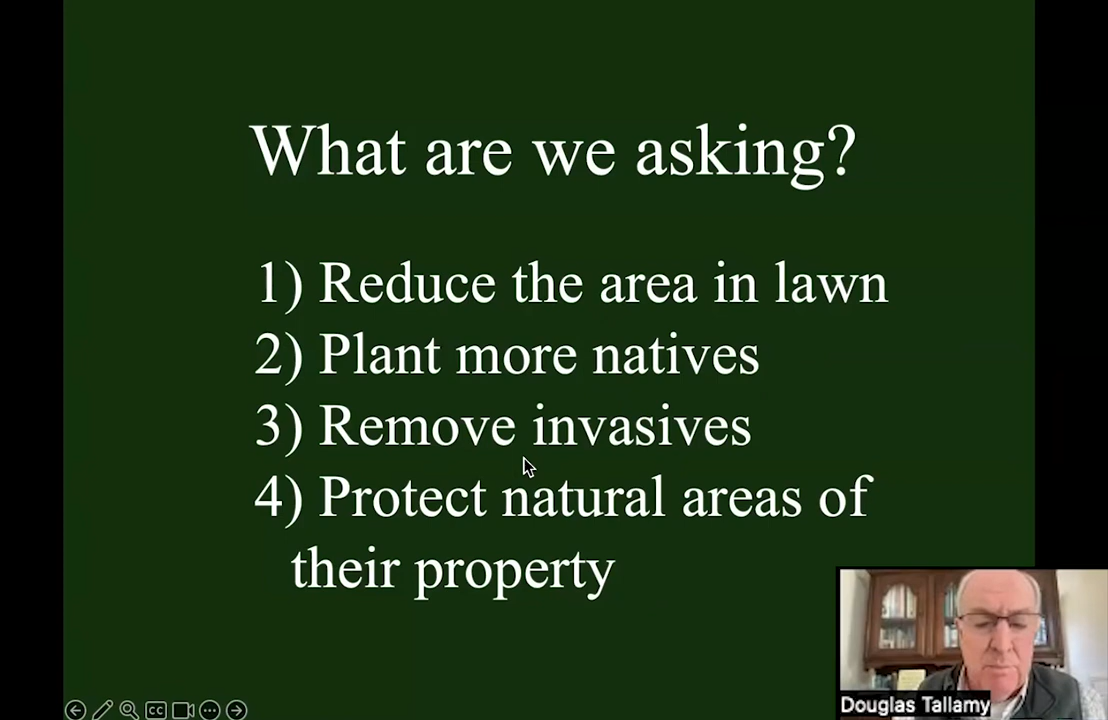 What are we asking?
1) Reduce the area in lawn
2) Plant more natives
3) Remove invasives
4) Protect natural areas of
their property
CC
Douglas Tallamy